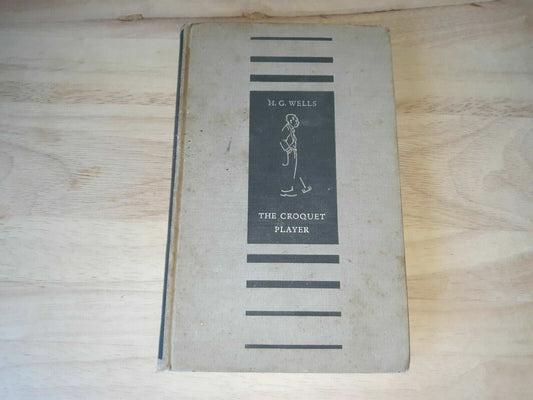 H. G. WELLS
THE CROQUET
PLAYER